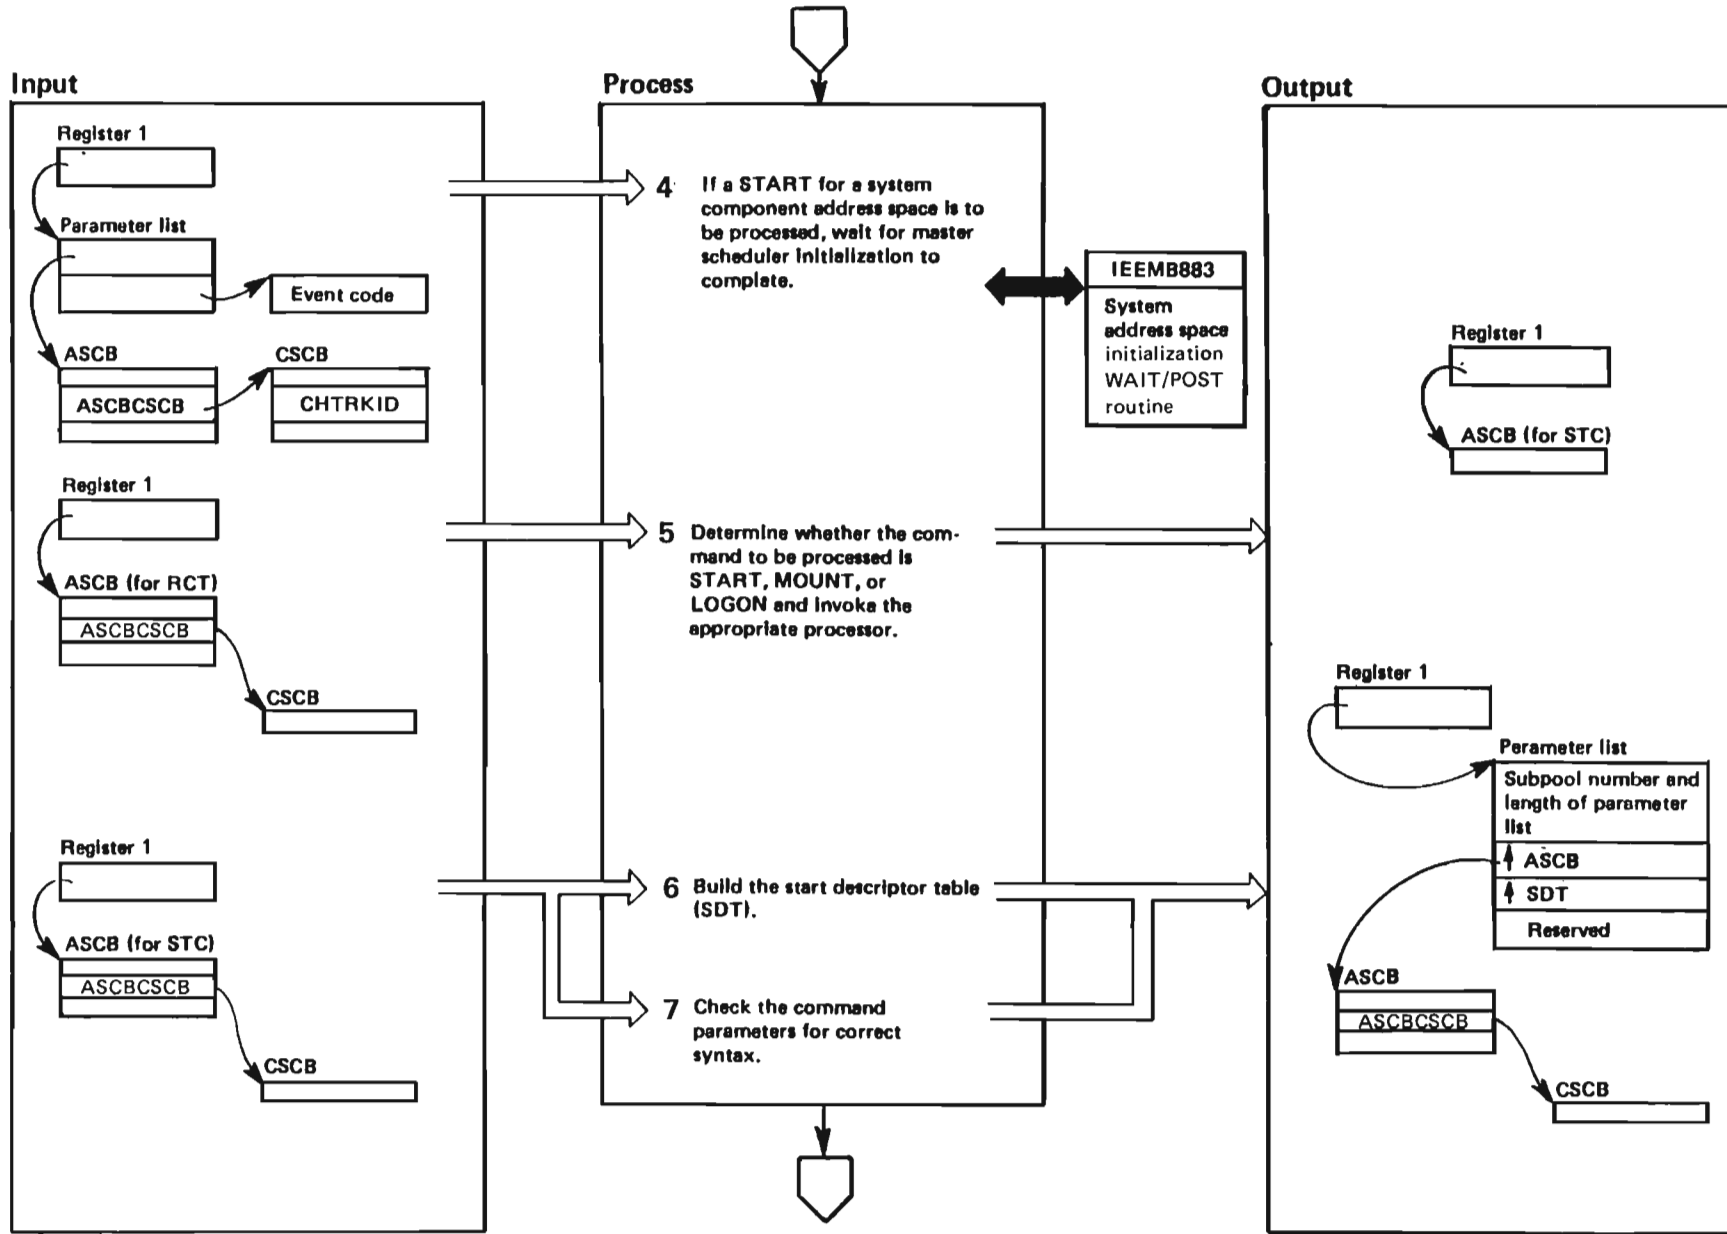 Input
Register 1
Parameter list
Event code
ASCB
CSCB
ASCBCSCB
CHTRKID
Register 1
ASCB (for RCT)
ASCBCSCB
CSCB
Register 1
ASCB (for STC)
ASCBCSCB
CSCB
Process
4 If a START for a system
component address space is to
be processed, wait for master
scheduler initialization to
complete.
IEEMB883
System
address space
initialization
WAIT/POST
routine
5 Determine whether the com-
mand to be processed is
START, MOUNT, or
LOGON and invoke the
appropriate processor.
6 Build the start descriptor table
(SDT).
7 Check the command
parameters for correct
syntax.
Output
Register 1
ASCB (for STC)
Register 1
Parameter list
Subpool number and
length of parameter
list
ASCB
SDT
Reserved
ASCB
ASCBCSCB
CSCB